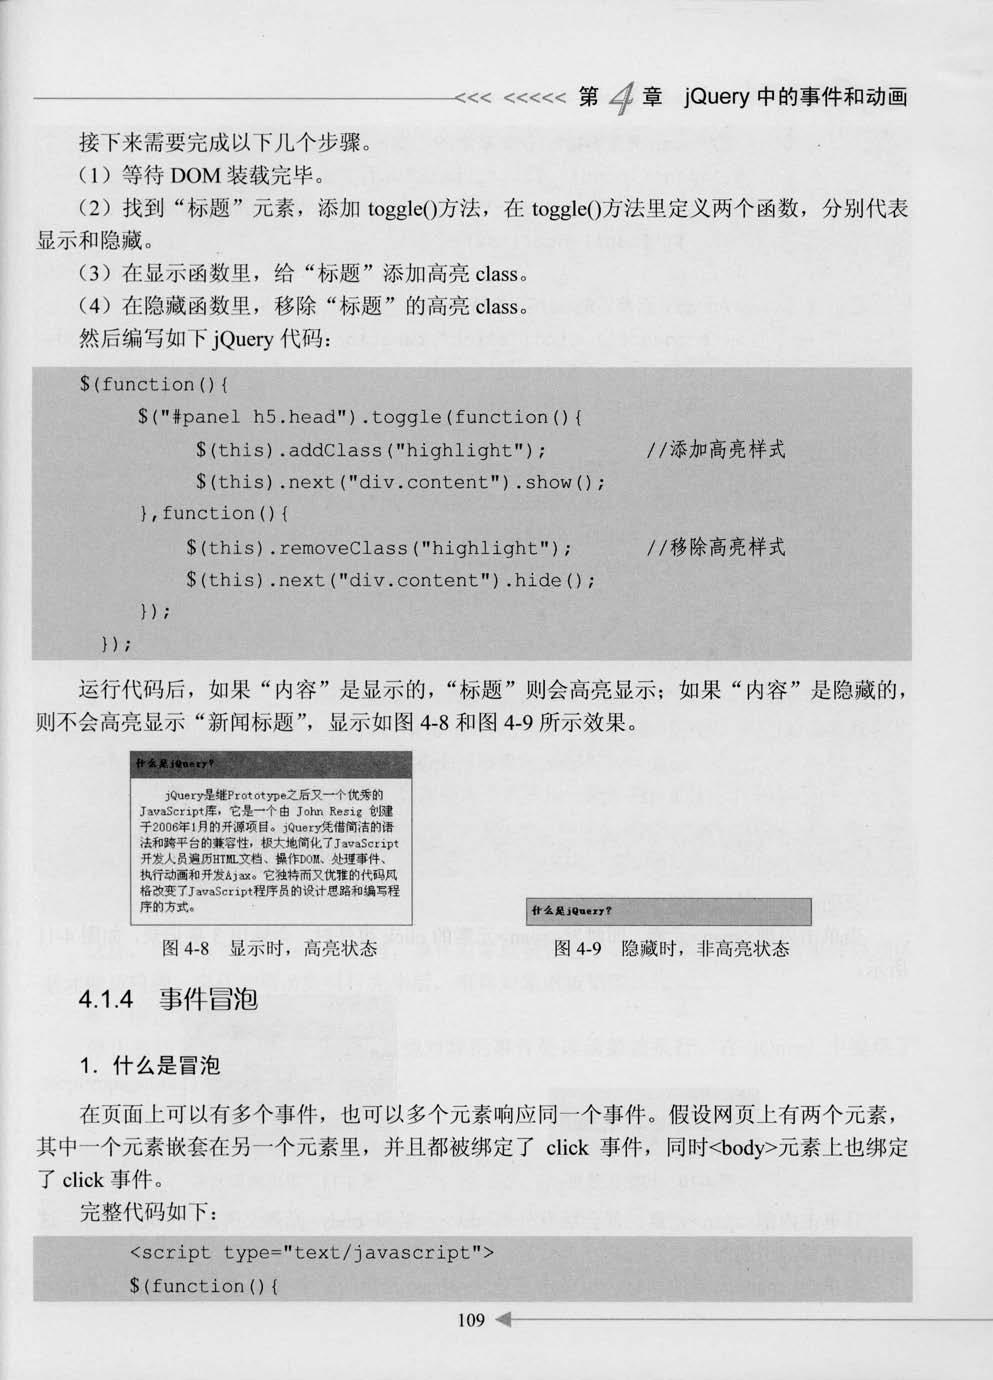 <<< <<<<< 第4章 jQuery 中的事件和动画
接下来需要完成以下几个步骤。
（1）等待 DOM 装载完毕。
（2）找到“标题”元素，添加 toggle()方法，在 toggle()方法里定义两个函数，分别代表
显示和隐藏。
（3）在显示函数里，给“标题”添加高亮 class。
（4）在隐藏函数里，移除“标题”的高亮 class。
然后编写如下 jQuery 代码：
$(function(){
$("#panel h5.head").toggle(function(){
$(this).addClass("highlight"); //添加高亮样式
$(this).next("div.content").show();
},function(){
$(this).removeClass("highlight"); //移除高亮样式
$(this).next("div.content").hide();
});
});
运行代码后，如果“内容”是显示的，“标题”则会高亮显示；如果“内容”是隐藏的，
则不会高亮显示“新闻标题”，显示如图 4-8 和图 4-9 所示效果。
什么是jQuery?
jQuery是继Prototype之后又一个优秀的
JavaScript库，它是一个由 John Resig 创建
于2006年1月的开源项目。jQuery凭借简洁的语
法和跨平台的兼容性，极大地简化了JavaScript
开发人员遍历HTML文档、操作DOM、处理事件、
执行动画和开发Ajax。它独特而又优雅的代码风
格改变了JavaScript程序员的设计思路和编写程
序的方式。
什么是jQuery?
图 4-8 显示时，高亮状态
图 4-9 隐藏时，非高亮状态
4.1.4 事件冒泡
1. 什么是冒泡
在页面上可以有多个事件，也可以多个元素响应同一个事件。假设网页上有两个元素，
其中一个元素嵌套在另一个元素里，并且都被绑定了 click 事件，同时<body>元素上也绑定
了 click 事件。
完整代码如下：
<script type="text/javascript">
$(function(){
109